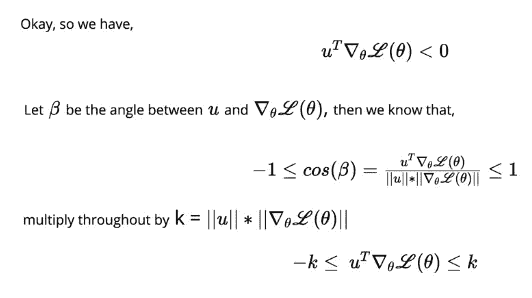 Okay, so we have,
u^T ∇_θ ℒ(θ) < 0
Let β be the angle between u and ∇_θ ℒ(θ), then we know that,
−1 ≤ cos(β) = u^T ∇_θ ℒ(θ) / ||u|| * ||∇_θ ℒ(θ)|| ≤ 1
multiply throughout by k = ||u|| * ||∇_θ ℒ(θ)||
−k ≤ u^T ∇_θ ℒ(θ) ≤ k